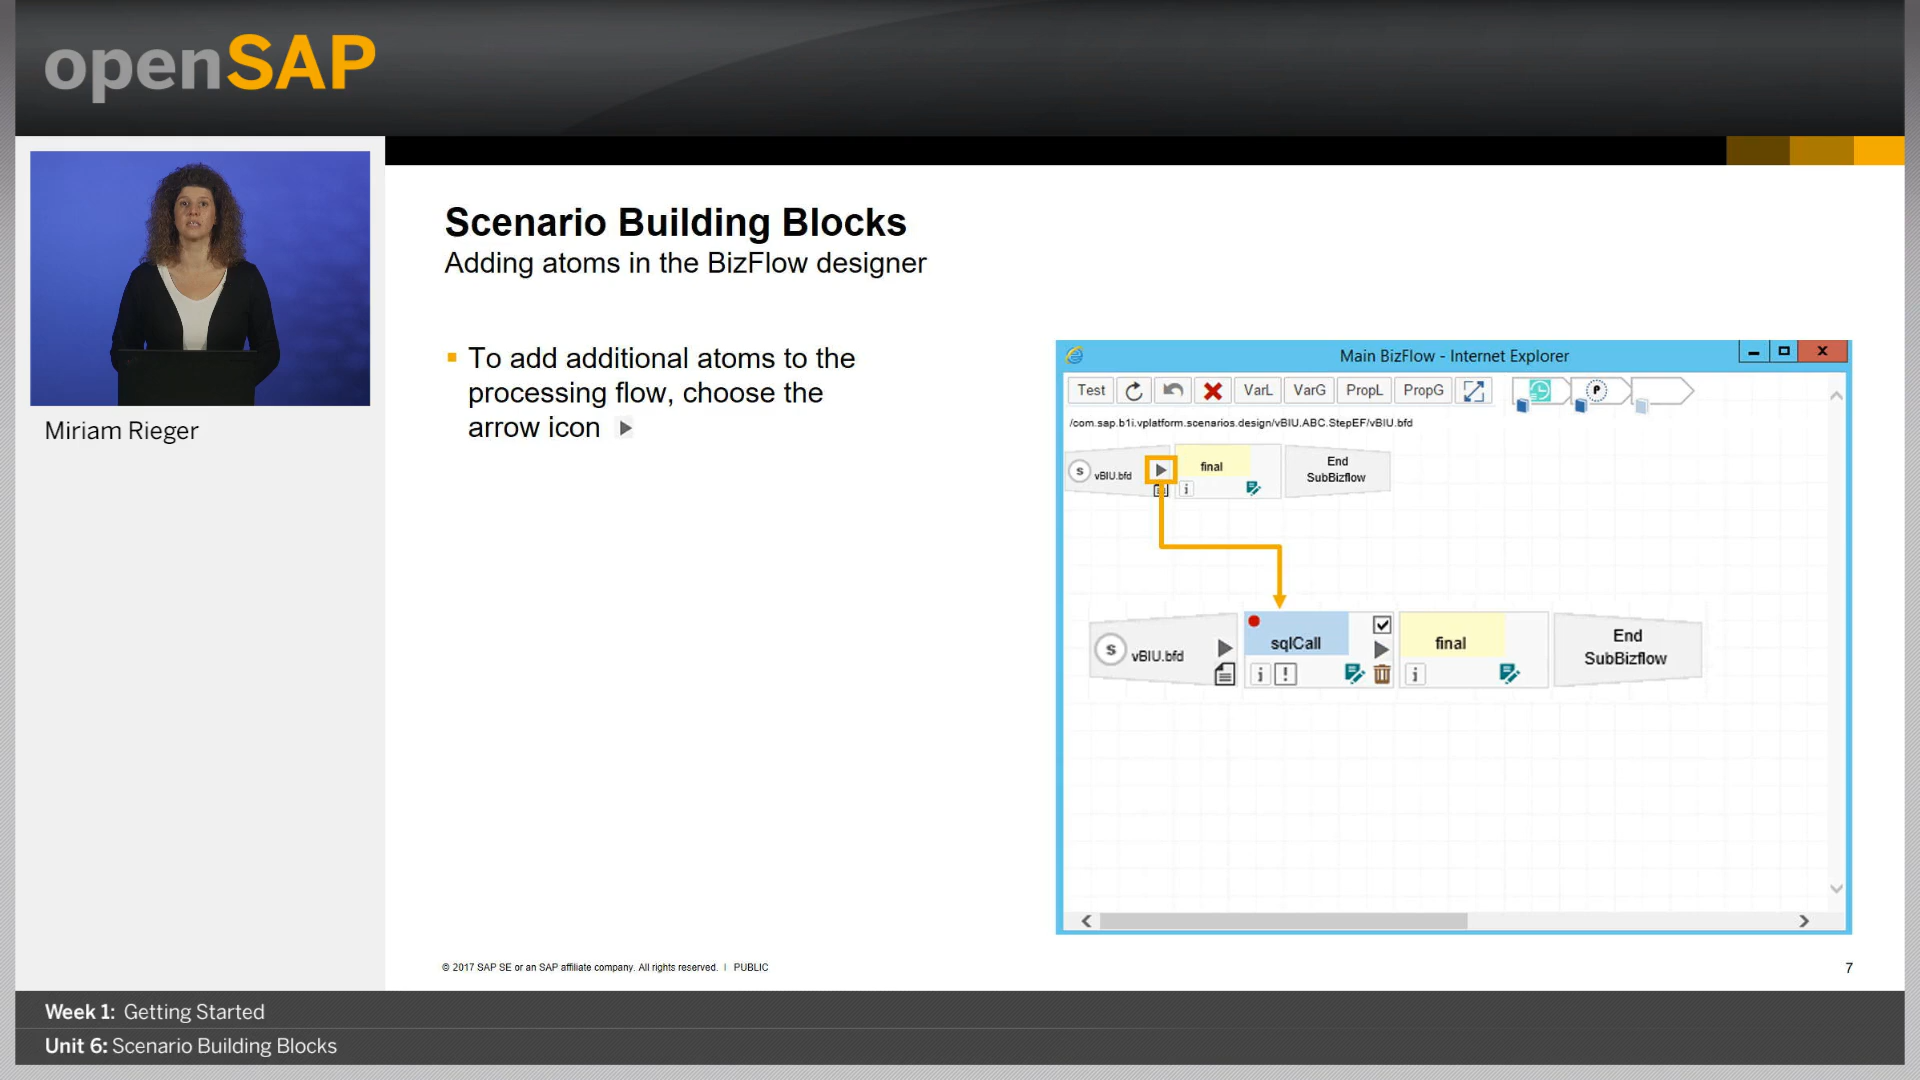 openSAP
Miriam Rieger
Scenario Building Blocks
Adding atoms in the BizFlow designer
To add additional atoms to the
processing flow, choose the
arrow icon
Main BizFlow - Internet Explorer
Test VarL VarG PropL PropG P
/com.sap.b1i.vplatform.scenarios.design/vBIU.ABC.StepEF/vBIU.bfd
S vBIU.bfd final i End
SubBizflow
S vBIU.bfd sqlCall i ! final i End
SubBizflow
© 2017 SAP SE or an SAP affiliate company. All rights reserved. | PUBLIC
7
Week 1: Getting Started
Unit 6: Scenario Building Blocks